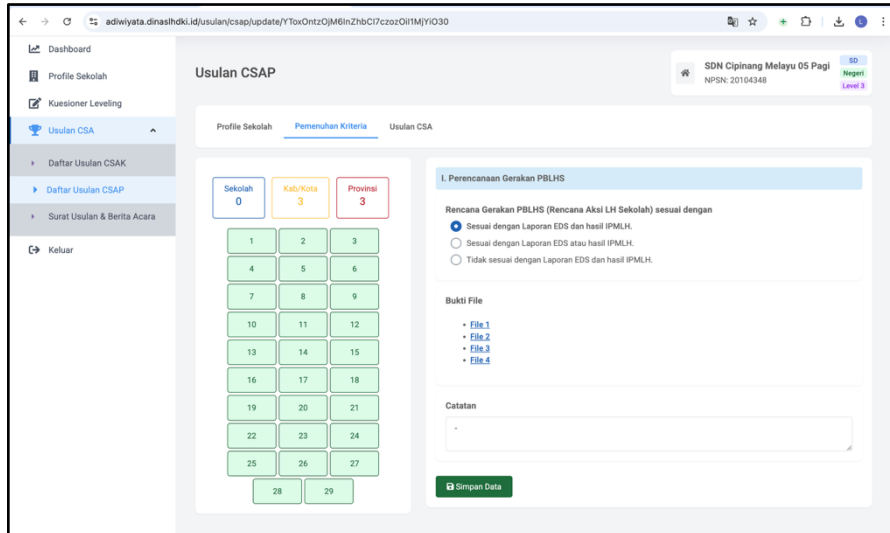 adiwiyata.dinaslhdki.id/usulan/csap/update/YToxOntzOjM6InZhbCI7czozOiI1MjYiO30
L
Dashboard
Profile Sekolah
Kuesioner Leveling
Usulan CSA
Daftar Usulan CSAK
Daftar Usulan CSAP
Surat Usulan & Berita Acara
Keluar
Usulan CSAP
SDN Cipinang Melayu 05 Pagi
NPSN: 20104348
SD
Negeri
Level 3
Profile Sekolah Pemenuhan Kriteria Usulan CSA
Sekolah Kab/Kota Provinsi
0 3 3
1 2 3
4 5 6
7 8 9
10 11 12
13 14 15
16 17 18
19 20 21
22 23 24
25 26 27
28 29
I. Perencanaan Gerakan PBLHS
Rencana Gerakan PBLHS (Rencana Aksi LH Sekolah) sesuai dengan
Sesuai dengan Laporan EDS dan hasil IPMLH.
Sesuai dengan Laporan EDS atau hasil IPMLH.
Tidak sesuai dengan Laporan EDS dan hasil IPMLH.
Bukti File
• File 1
• File 2
• File 3
• File 4
Catatan
-
Simpan Data